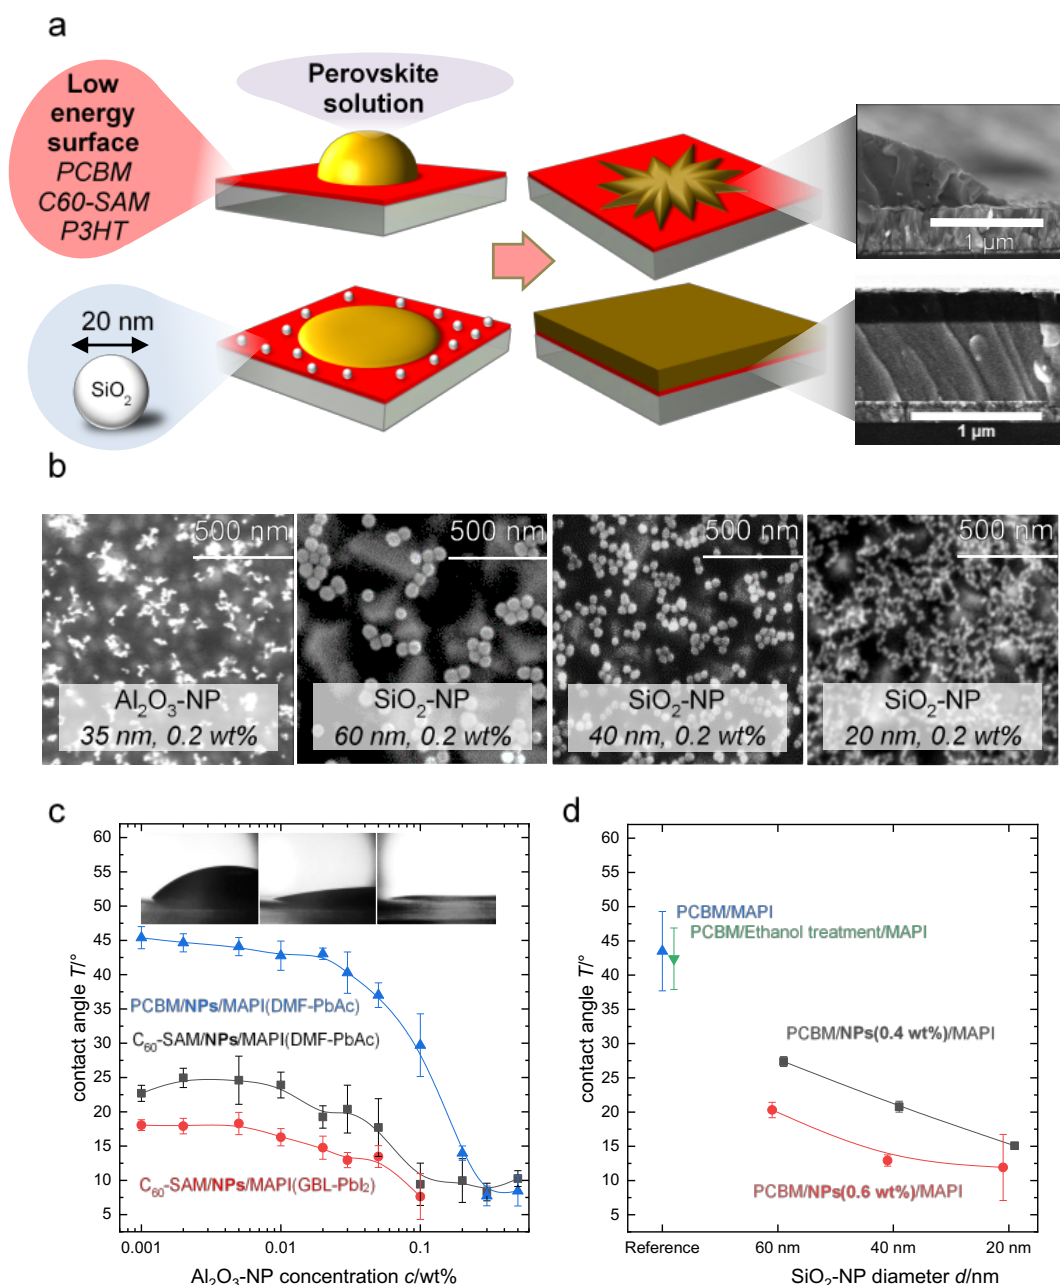 a
Low
energy
surface
PCBM
C60-SAM
P3HT
Perovskite
solution
1 µm
20 nm
SiO2
1 µm
b
500 nm
500 nm
500 nm
500 nm
Al2O3-NP
35 nm, 0.2 wt%
SiO2-NP
60 nm, 0.2 wt%
SiO2-NP
40 nm, 0.2 wt%
SiO2-NP
20 nm, 0.2 wt%
c
contact angle T/°
60
55
50
45
40
35
30
25
20
15
10
5
PCBM/NPs/MAPI(DMF-PbAc)
C60-SAM/NPs/MAPI(DMF-PbAc)
C60-SAM/NPs/MAPI(GBL-PbI2)
0.001
0.01
0.1
Al2O3-NP concentration c/wt%
d
contact angle T/°
60
55
50
45
40
35
30
25
20
15
10
5
PCBM/MAPI
PCBM/Ethanol treatment/MAPI
PCBM/NPs(0.4 wt%)/MAPI
PCBM/NPs(0.6 wt%)/MAPI
Reference
60 nm
40 nm
20 nm
SiO2-NP diameter d/nm